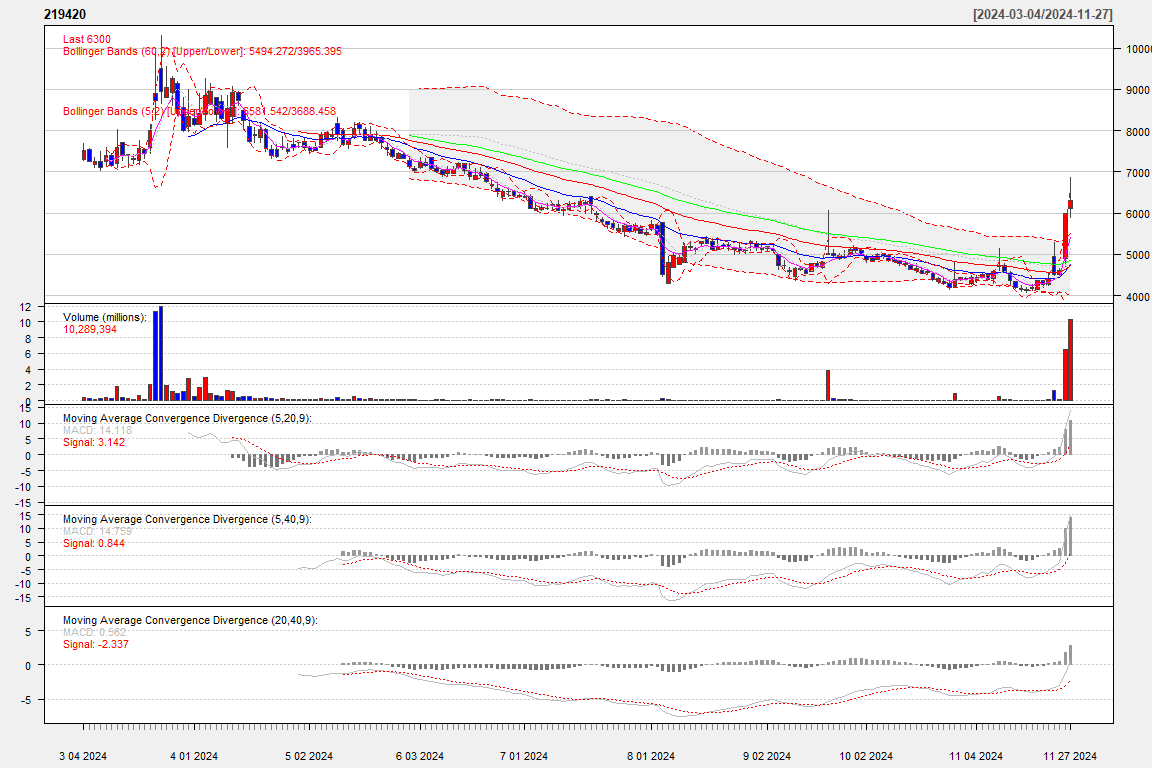 219420 [2024-03-04/2024-11-27]
Last 6300
Bollinger Bands (60,2) [Upper/Lower]: 5494.272/3965.395
Bollinger Bands (5,2) [Upper/Lower]: 6581.542/3688.458
10000
9000
8000
7000
6000
5000
4000
Volume (millions):
10,289,394
12
10
8
6
4
2
0
Moving Average Convergence Divergence (5,20,9):
MACD: 14.118
Signal: 3.142
15
10
5
0
-5
-10
-15
Moving Average Convergence Divergence (5,40,9):
MACD: 14.759
Signal: 0.844
15
10
5
0
-5
-10
-15
Moving Average Convergence Divergence (20,40,9):
MACD: 0.562
Signal: -2.337
5
0
-5
3 04 2024 4 01 2024 5 02 2024 6 03 2024 7 01 2024 8 01 2024 9 02 2024 10 02 2024 11 04 2024 11 27 2024